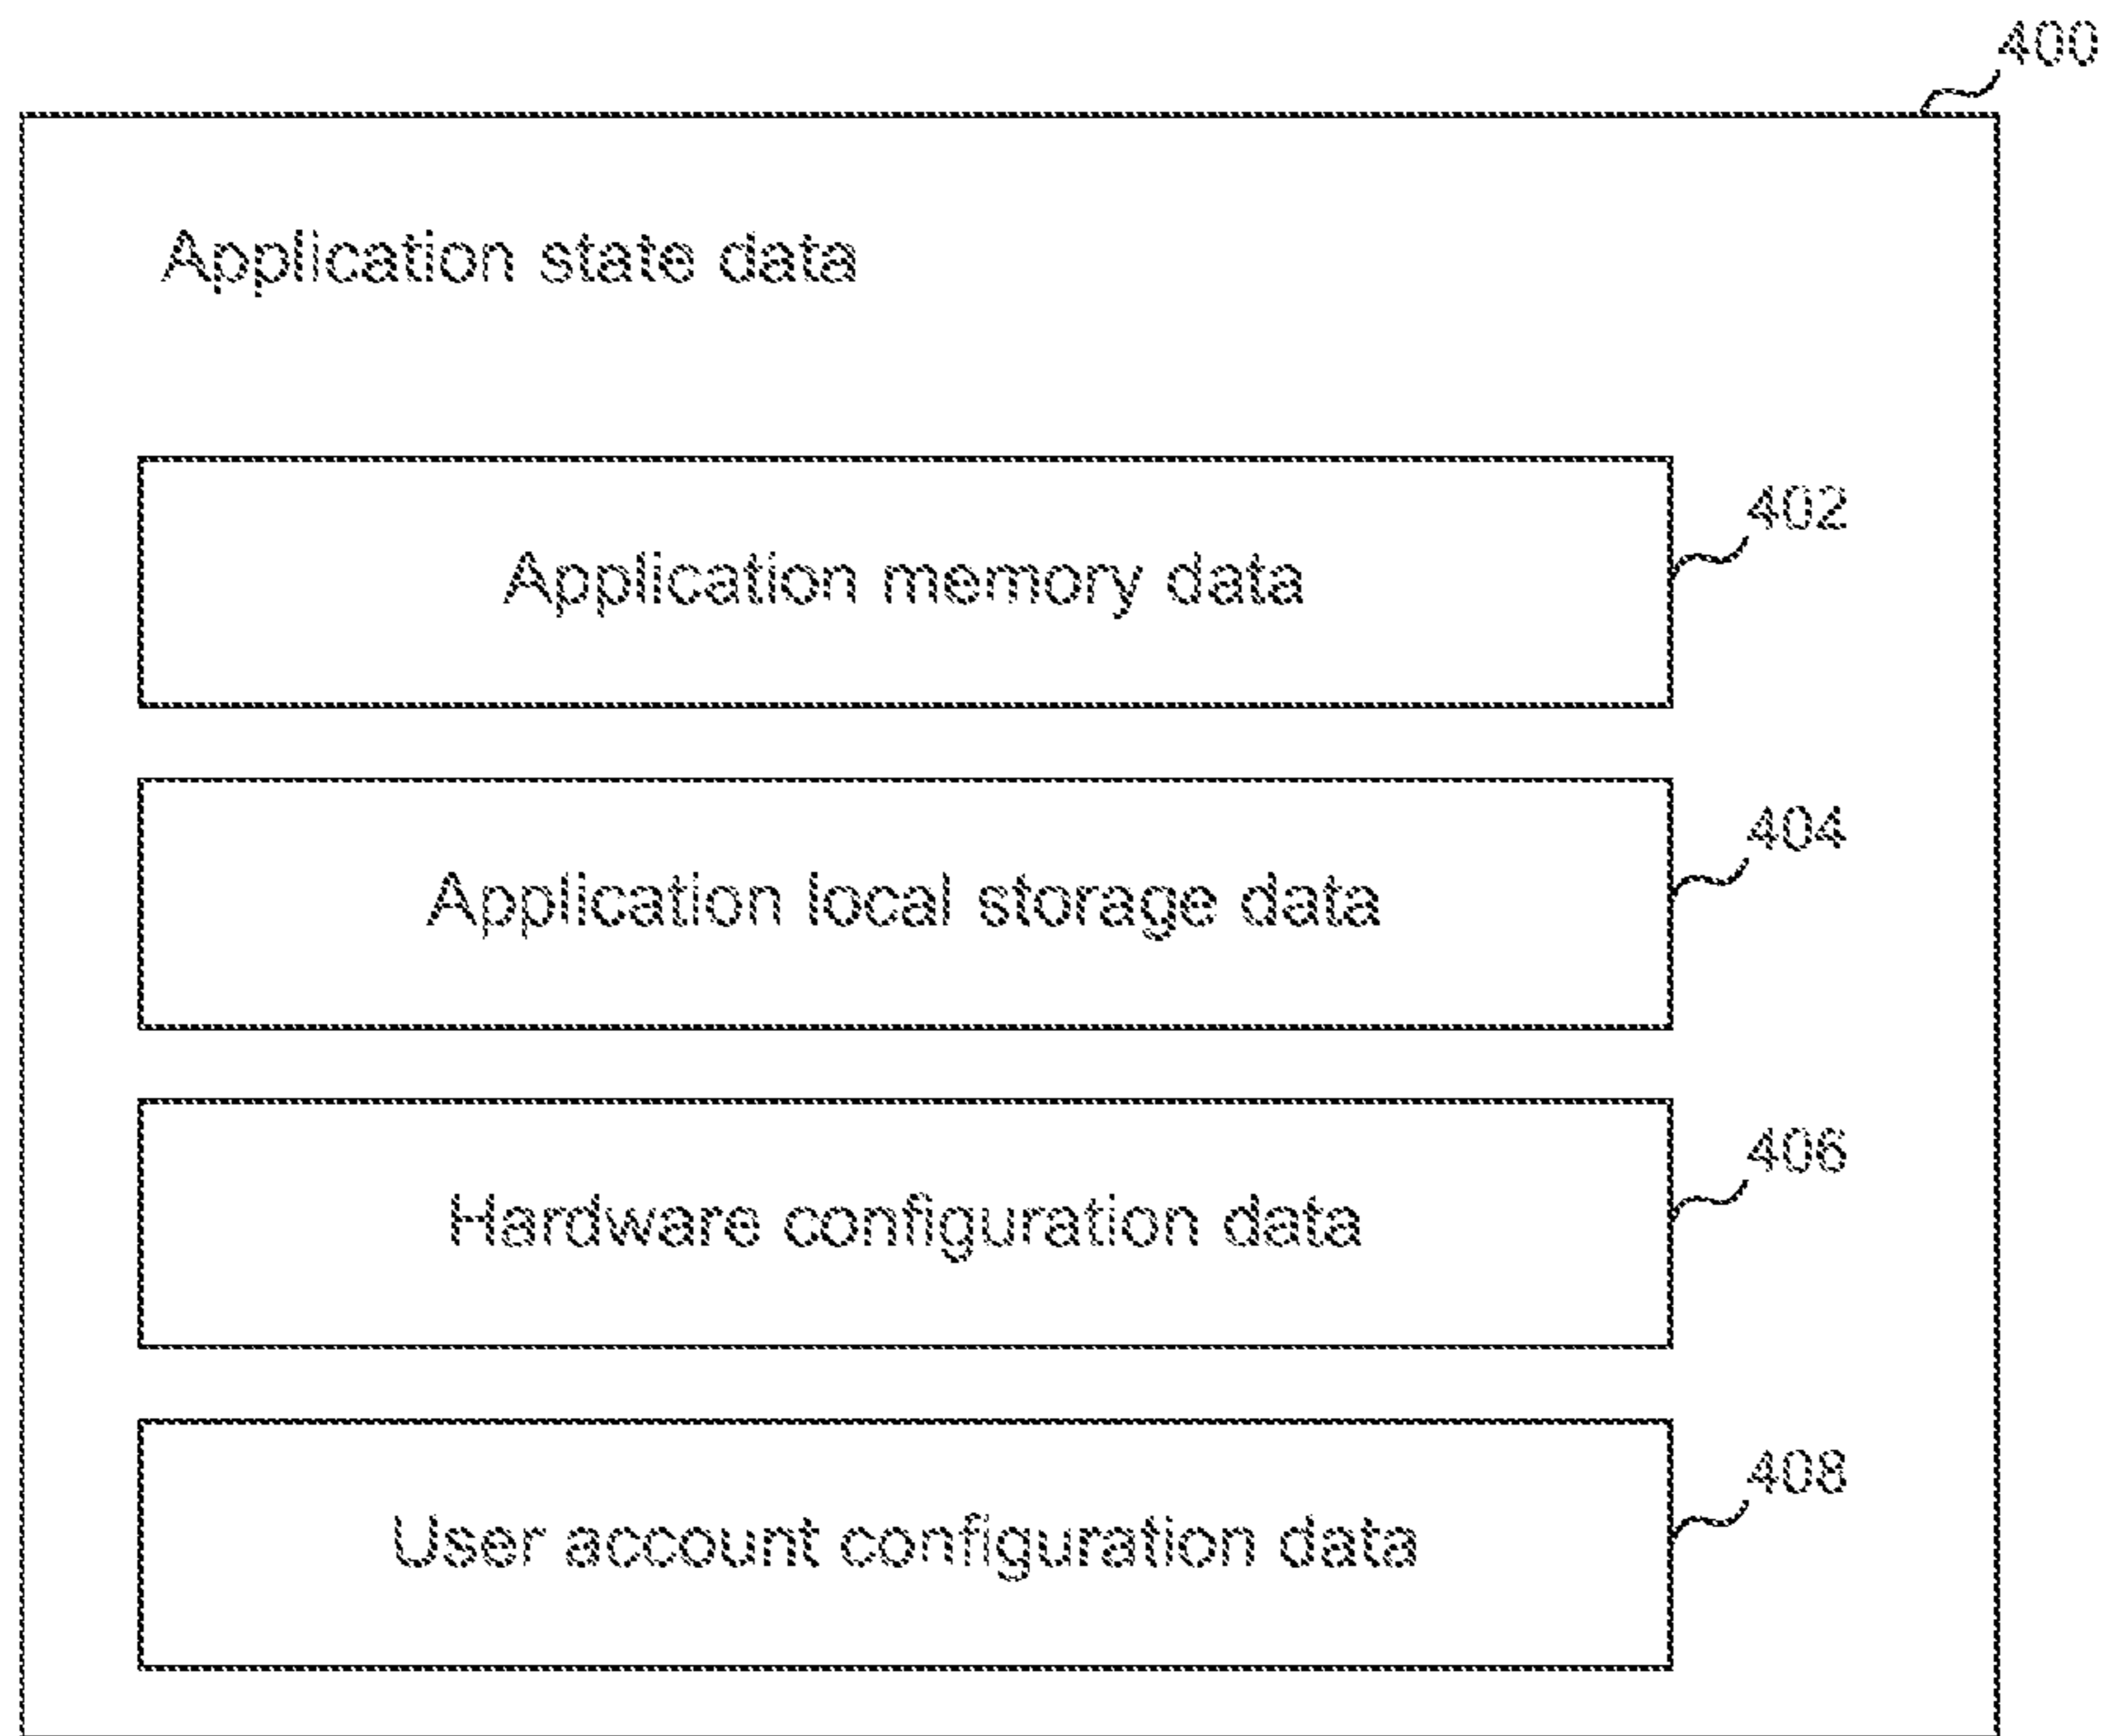 400
Application state data
402
Application memory data
404
Application local storage data
406
Hardware configuration data
408
User account configuration data